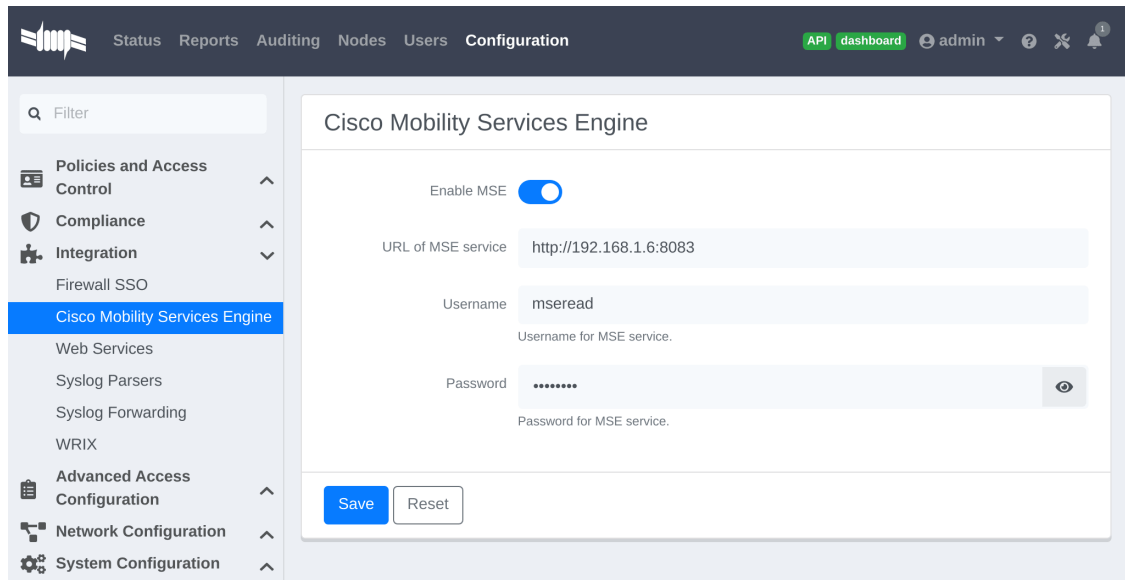 Status Reports Auditing Nodes Users Configuration API dashboard admin 1
Filter
Policies and Access
Control
Compliance
Integration
Firewall SSO
Cisco Mobility Services Engine
Web Services
Syslog Parsers
Syslog Forwarding
WRIX
Advanced Access
Configuration
Network Configuration
System Configuration
Cisco Mobility Services Engine
Enable MSE
URL of MSE service http://192.168.1.6:8083
Username mseread
Username for MSE service.
Password ••••••••
Password for MSE service.
Save Reset